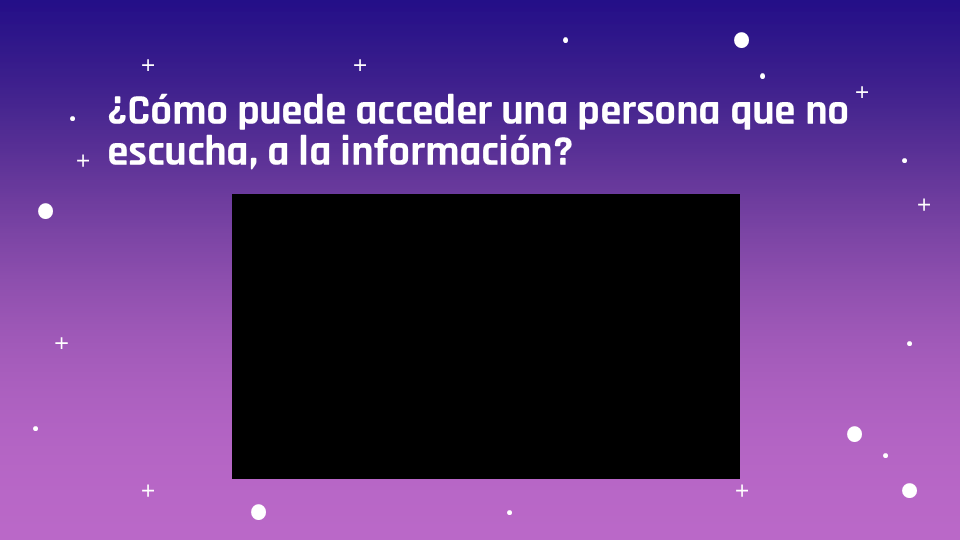 ¿Cómo puede acceder una persona que no
escucha, a la información?